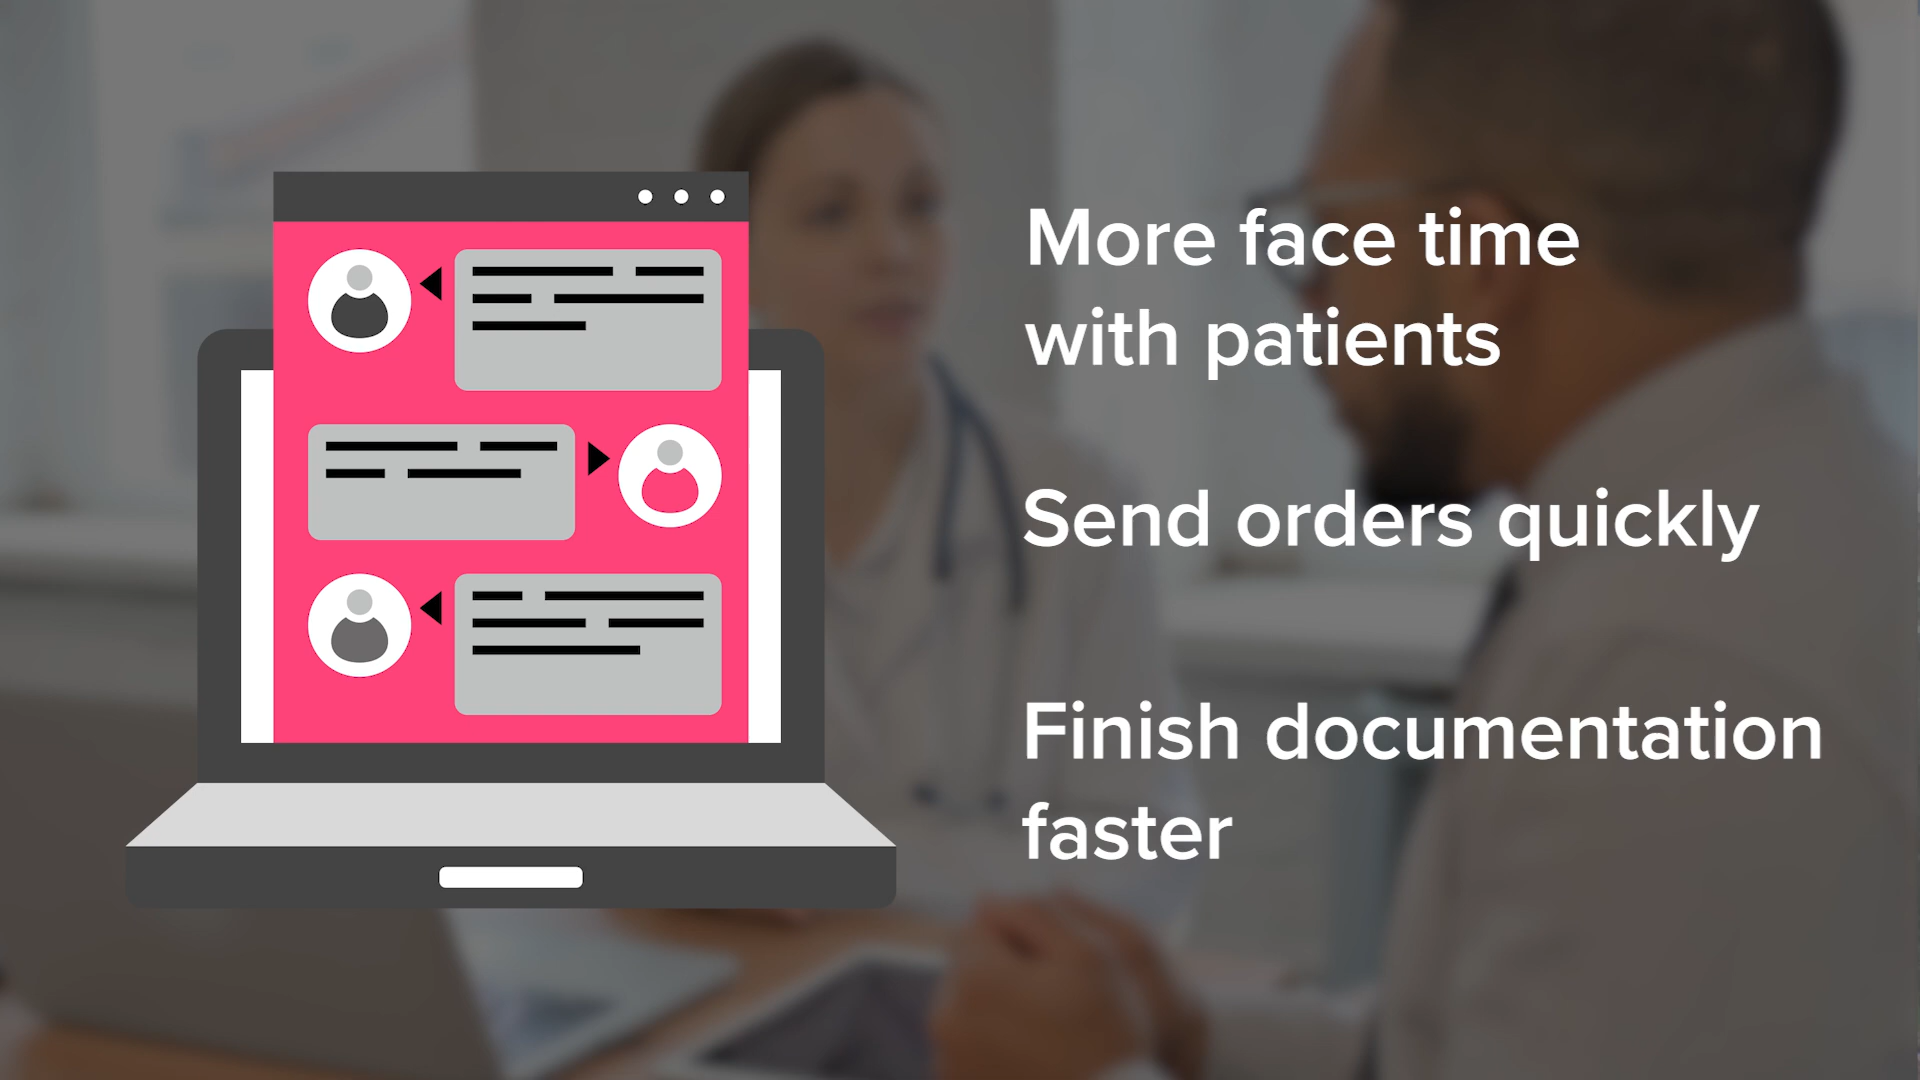 More face time
with patients
Send orders quickly
Finish documentation
faster